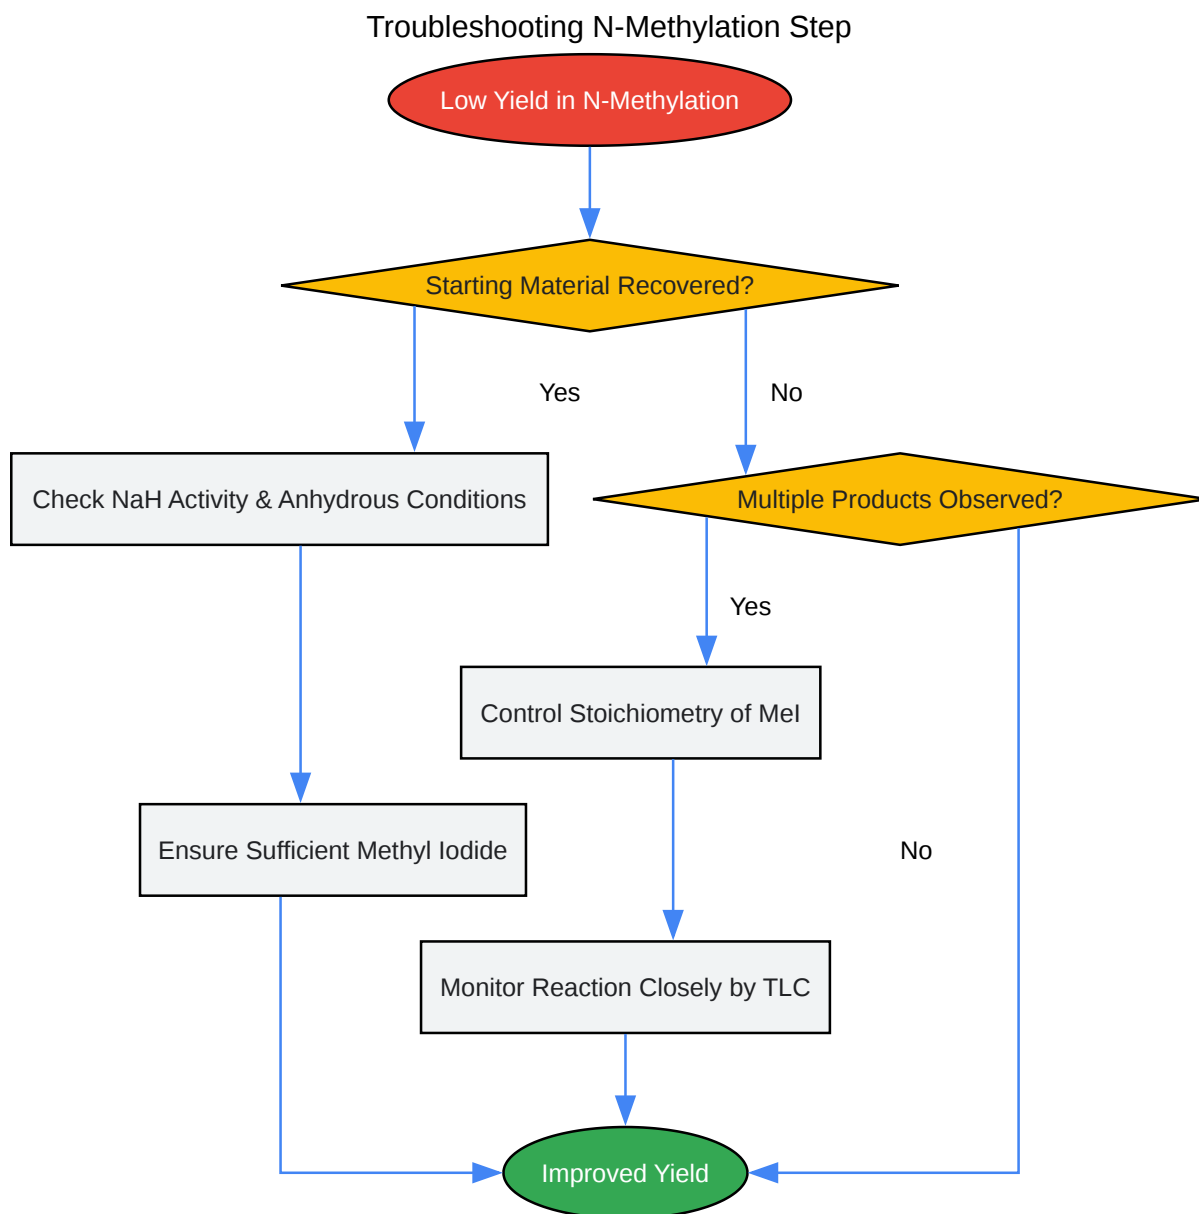 Troubleshooting N-Methylation Step
Low Yield in N-Methylation
Starting Material Recovered?
Yes
No
Check NaH Activity & Anhydrous Conditions
Multiple Products Observed?
Yes
Control Stoichiometry of MeI
Ensure Sufficient Methyl Iodide
No
Monitor Reaction Closely by TLC
Improved Yield